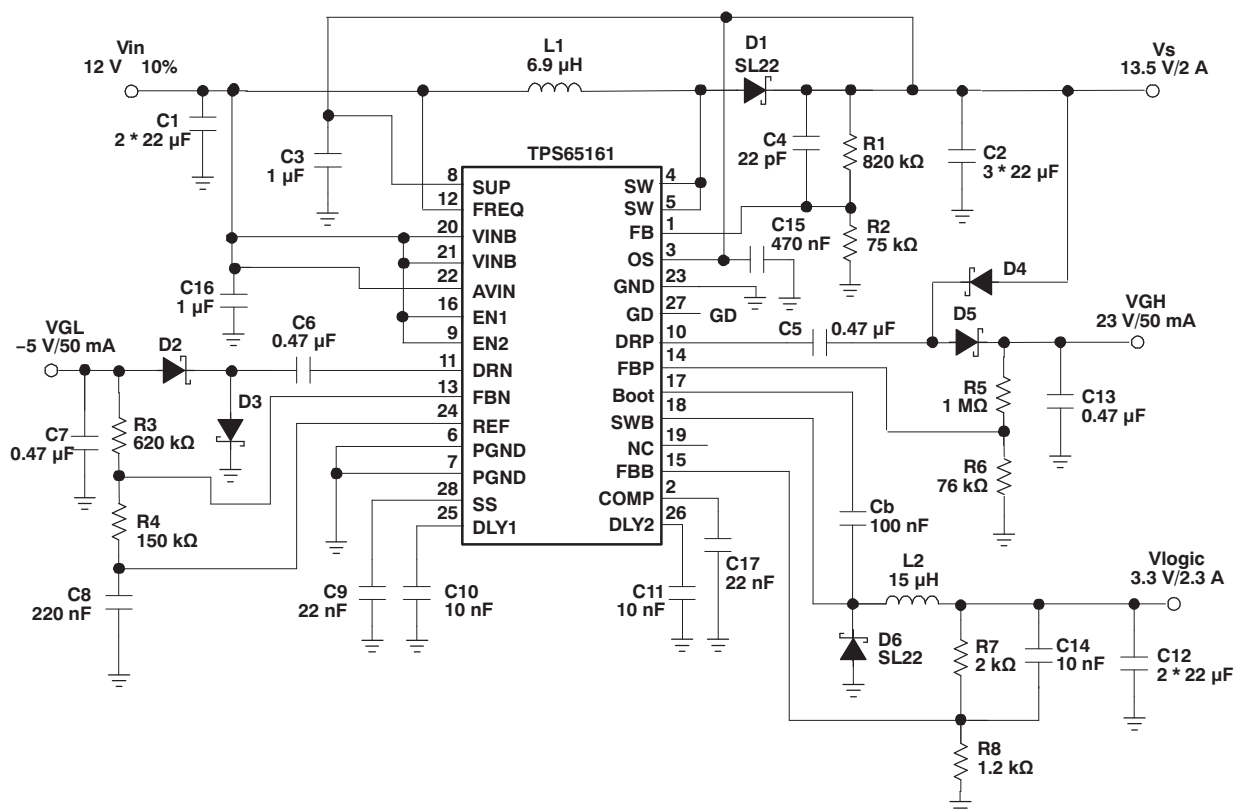 Vin
12 V 10%
C1
2 * 22 µF
L1
6.9 µH
D1
SL22
Vs
13.5 V/2 A
C3
1 µF
C4
22 pF
R1
820 kΩ
C2
3 * 22 µF
R2
75 kΩ
C15
470 nF
TPS65161
8 SUP
12 FREQ
20 VINB
21 VINB
22 AVIN
16 EN1
9 EN2
11 DRN
13 FBN
24 REF
6 PGND
7 PGND
28 SS
25 DLY1
SW 4
SW 5
FB 1
OS 3
GND 23
GD 27 GD
DRP 10
FBP 14
Boot 17
SWB 18
NC 19
FBB 15
COMP 2
DLY2 26
C16
1 µF
VGL
–5 V/50 mA
D2
C6
0.47 µF
D3
C7
0.47 µF
R3
620 kΩ
R4
150 kΩ
C8
220 nF
C9
22 nF
C10
10 nF
C11
10 nF
C17
22 nF
D4
D5
C5
0.47 µF
VGH
23 V/50 mA
R5
1 MΩ
C13
0.47 µF
R6
76 kΩ
Cb
100 nF
L2
15 µH
Vlogic
3.3 V/2.3 A
D6
SL22
R7
2 kΩ
C14
10 nF
C12
2 * 22 µF
R8
1.2 kΩ